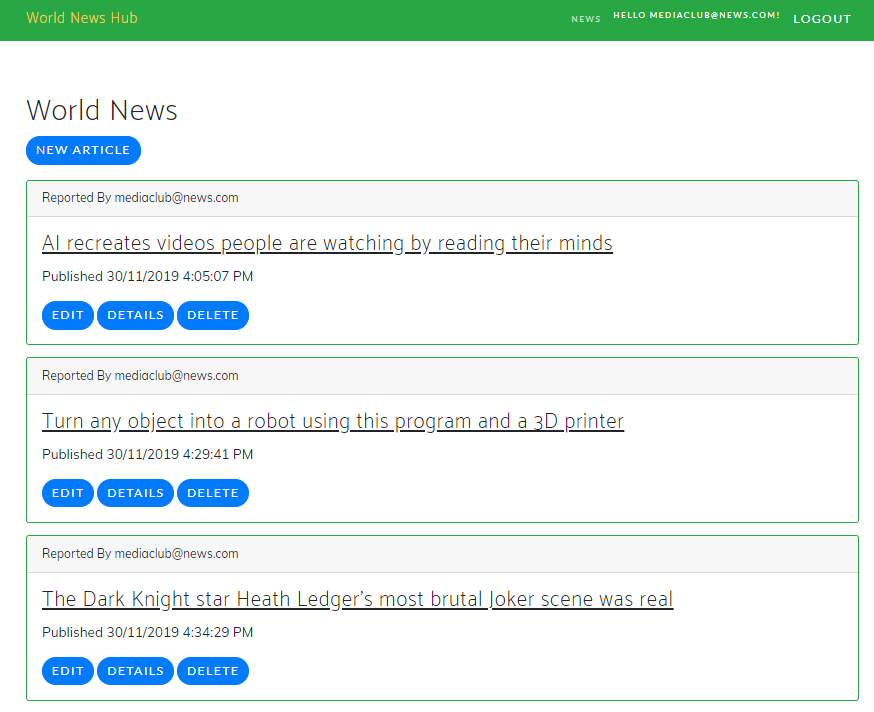 World News Hub
NEWS
HELLO MEDIACLUB@NEWS.COM!
LOGOUT
World News
NEW ARTICLE
Reported By mediaclub@news.com
AI recreates videos people are watching by reading their minds
Published 30/11/2019 4:05:07 PM
EDIT DETAILS DELETE
Reported By mediaclub@news.com
Turn any object into a robot using this program and a 3D printer
Published 30/11/2019 4:29:41 PM
EDIT DETAILS DELETE
Reported By mediaclub@news.com
The Dark Knight star Heath Ledger's most brutal Joker scene was real
Published 30/11/2019 4:34:29 PM
EDIT DETAILS DELETE